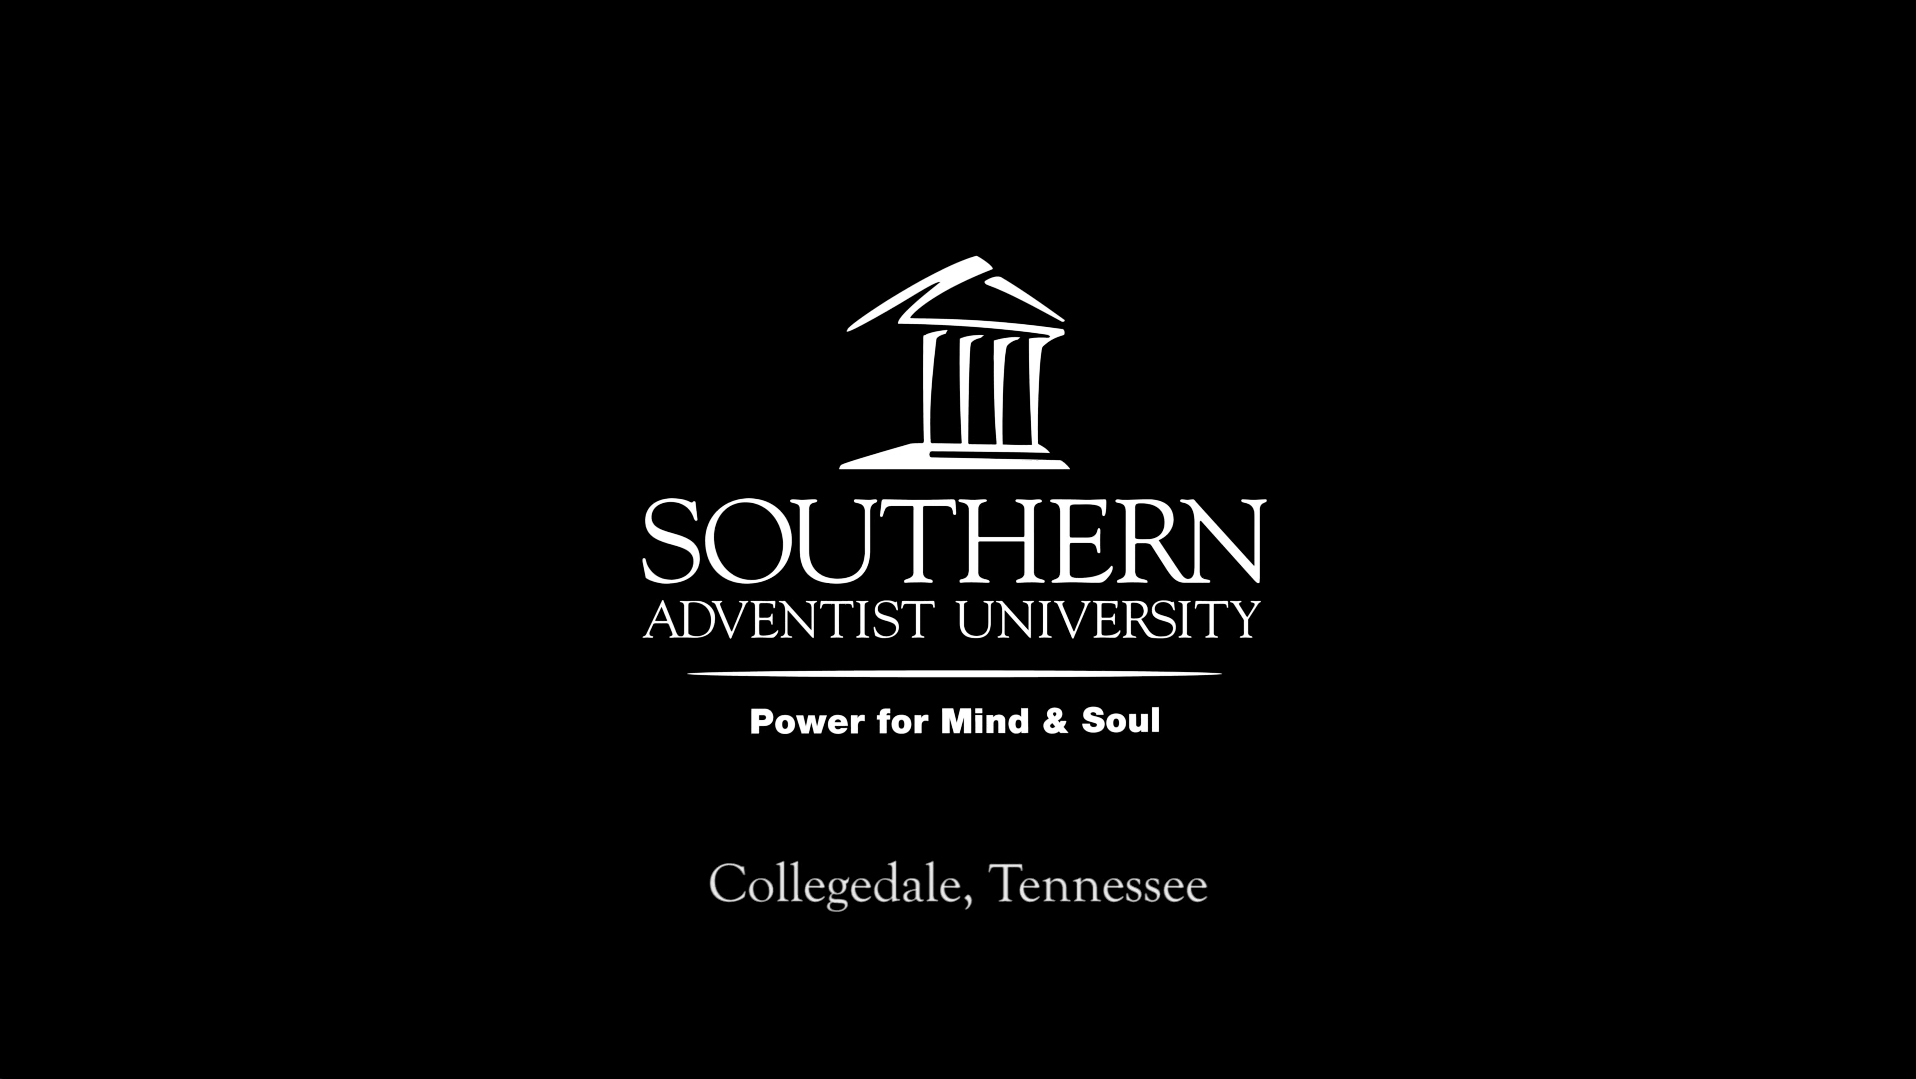 SOUTHERN
ADVENTIST UNIVERSITY
Power for Mind & Soul
Collegedale, Tennessee